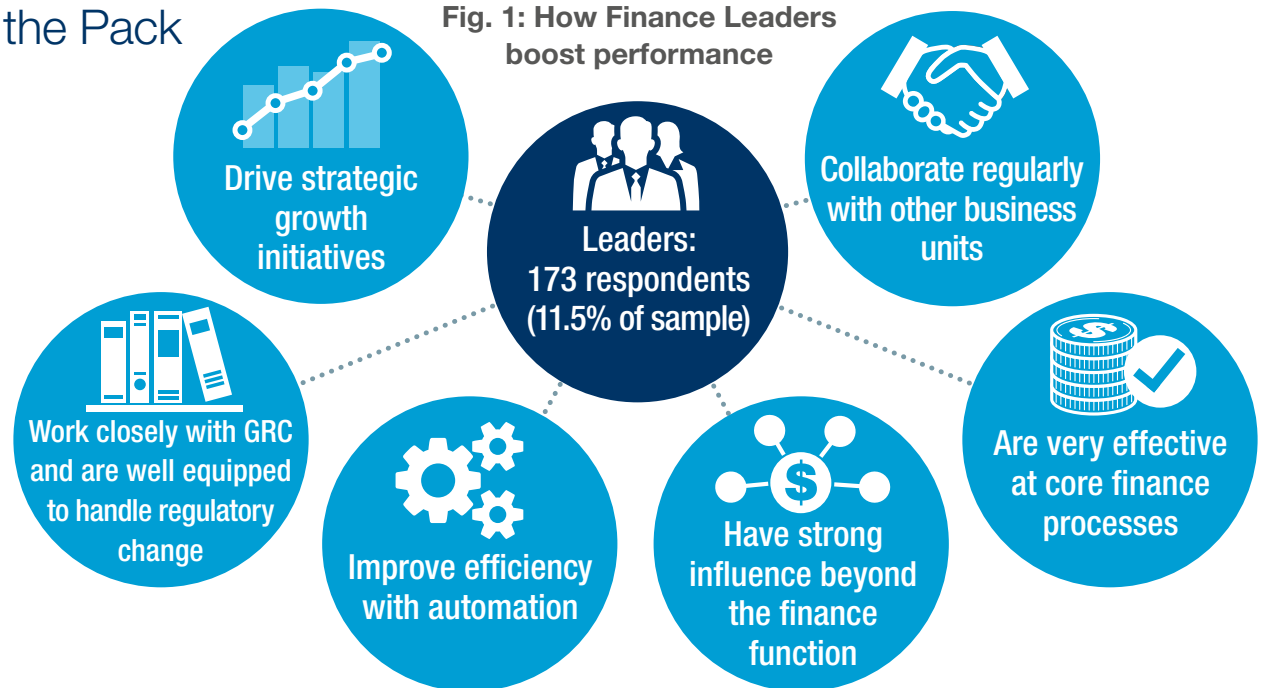 the Pack
Fig. 1: How Finance Leaders
boost performance
Drive strategic
growth
initiatives
Leaders:
173 respondents
(11.5% of sample)
Collaborate regularly
with other business
units
Work closely with GRC
and are well equipped
to handle regulatory
change
Improve efficiency
with automation
$
Have strong
influence beyond
the finance
function
$
Are very effective
at core finance
processes